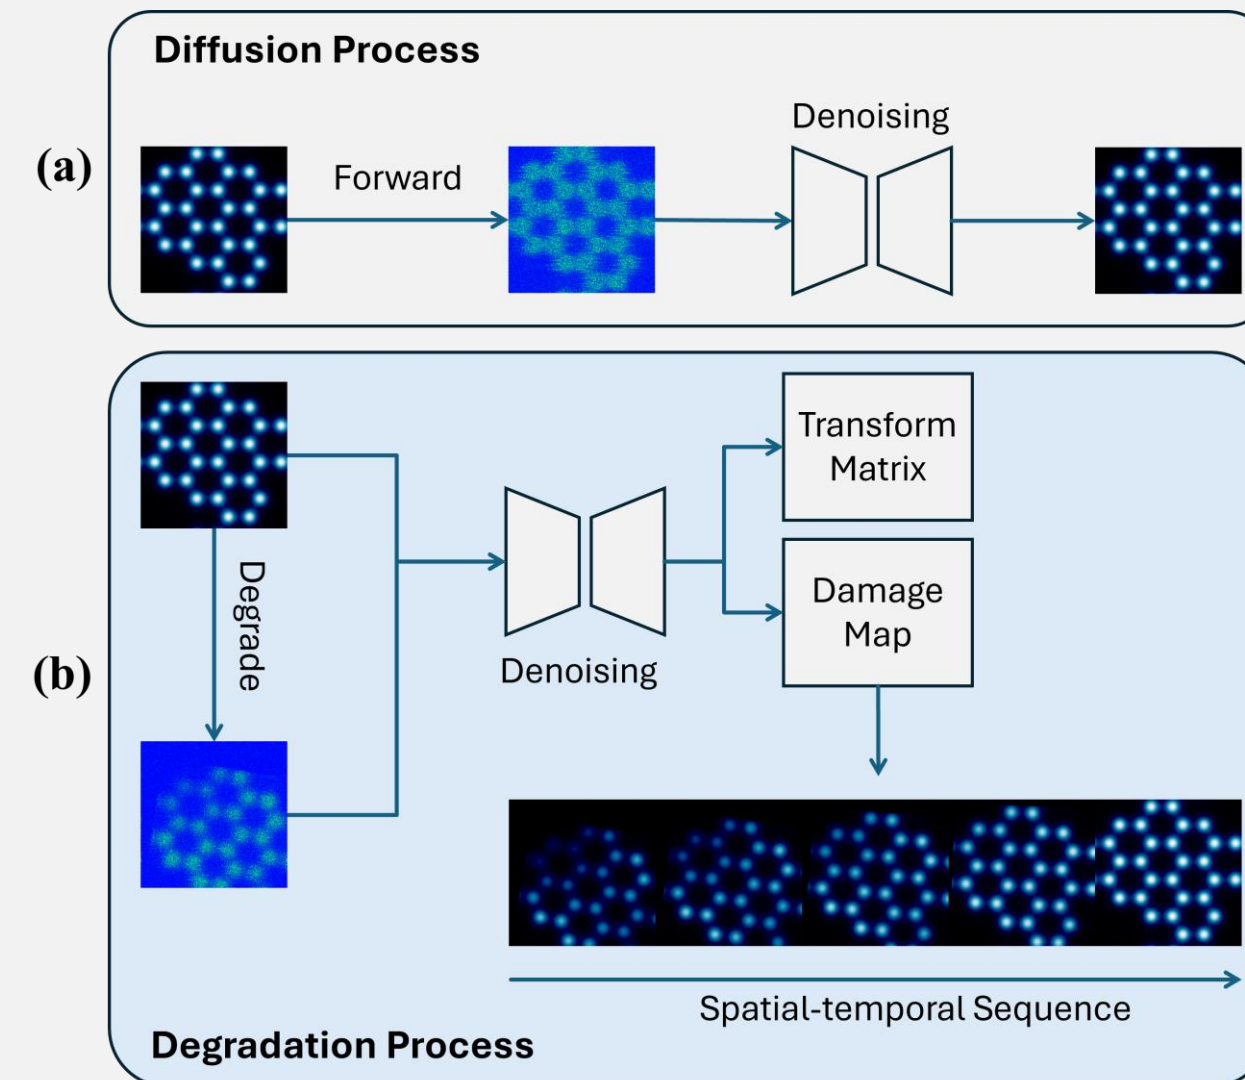 Diffusion Process
(a)
Forward
Denoising
Transform
Matrix
Degrade
Damage
Map
Denoising
(b)
Spatial-temporal Sequence
Degradation Process